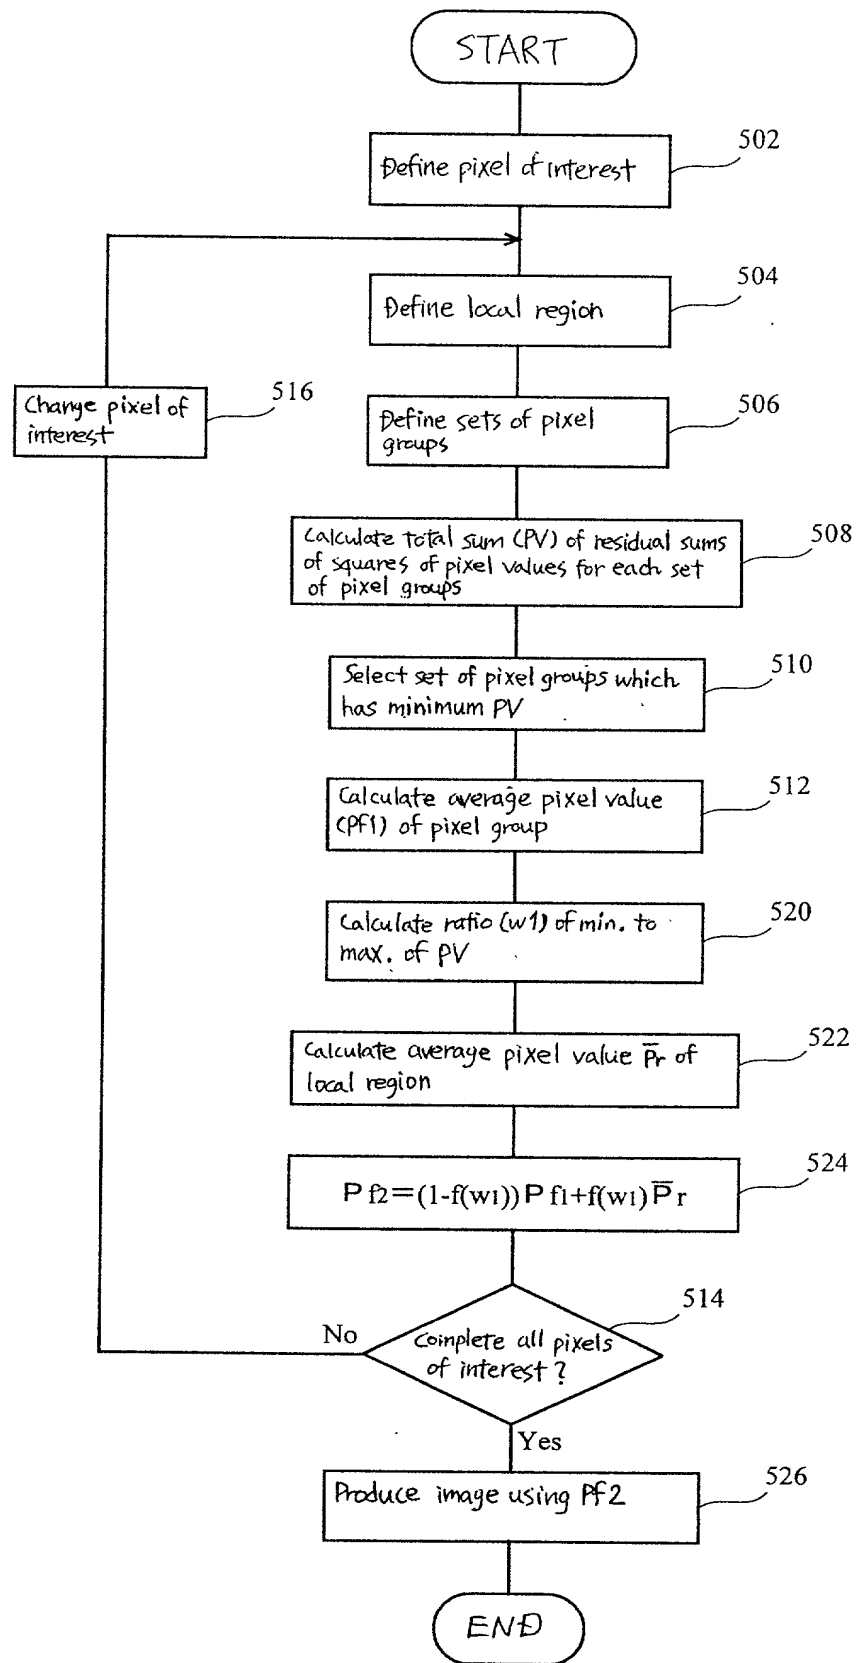 START
Define pixel of interest
502
Define local region
504
Change pixel of
interest
516
Define sets of pixel
groups
506
Calculate total sum (PV) of residual sums
of squares of pixel values for each set
of pixel groups
508
Select set of pixel groups which
has minimum PV
510
Calculate average pixel value
(Pf1) of pixel group
512
Calculate ratio (w1) of min. to
max. of PV
520
Calculate average pixel value P̅r of
local region
522
P f2=(1-f(w1)) P f1+f(w1) P̅ r
524
514
No
Complete all pixels
of interest?
Yes
Produce image using Pf2
526
END